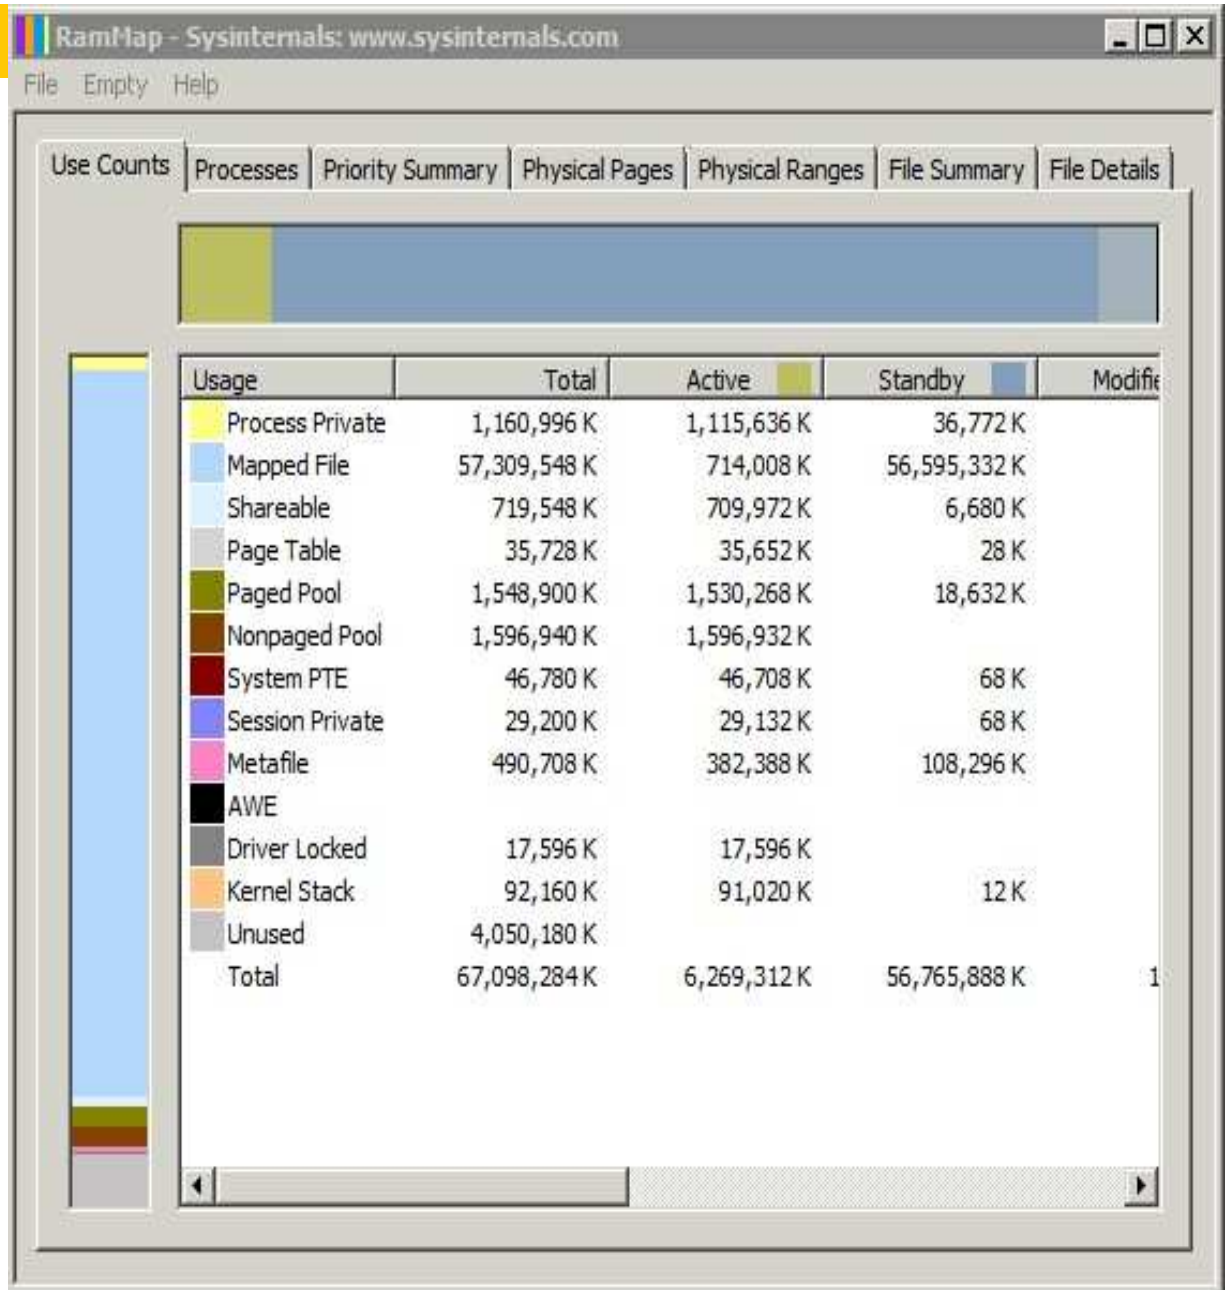 RamMap - Sysinternals: www.sysinternals.com
File Empty Help
Use Counts Processes Priority Summary Physical Pages Physical Ranges File Summary File Details
Usage Total Active Standby Modifie
Process Private 1,160,996 K 1,115,636 K 36,772 K
Mapped File 57,309,548 K 714,008 K 56,595,332 K
Shareable 719,548 K 709,972 K 6,680 K
Page Table 35,728 K 35,652 K 28 K
Paged Pool 1,548,900 K 1,530,268 K 18,632 K
Nonpaged Pool 1,596,940 K 1,596,932 K
System PTE 46,780 K 46,708 K 68 K
Session Private 29,200 K 29,132 K 68 K
Metafile 490,708 K 382,388 K 108,296 K
AWE
Driver Locked 17,596 K 17,596 K
Kernel Stack 92,160 K 91,020 K 12 K
Unused 4,050,180 K
Total 67,098,284 K 6,269,312 K 56,765,888 K 1